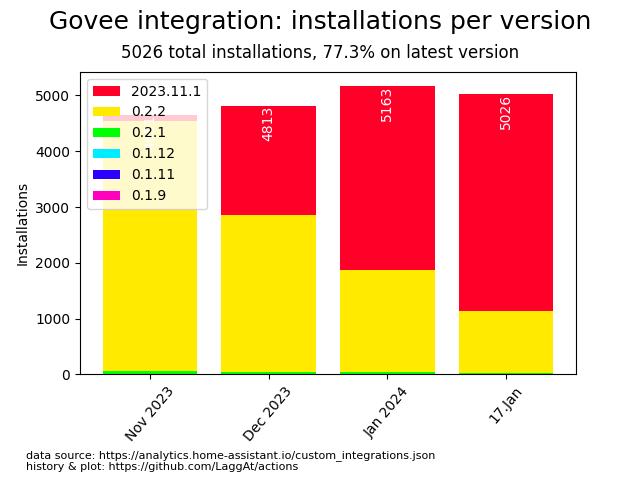 Govee integration: installations per version
5026 total installations, 77.3% on latest version
Installations
5000
4000
3000
2000
1000
0
2023.11.1
0.2.2
0.2.1
0.1.12
0.1.11
0.1.9
4813
5163
5026
Nov 2023
Dec 2023
Jan 2024
17.Jan
data source: https://analytics.home-assistant.io/custom_integrations.json
history & plot: https://github.com/LaggAt/actions